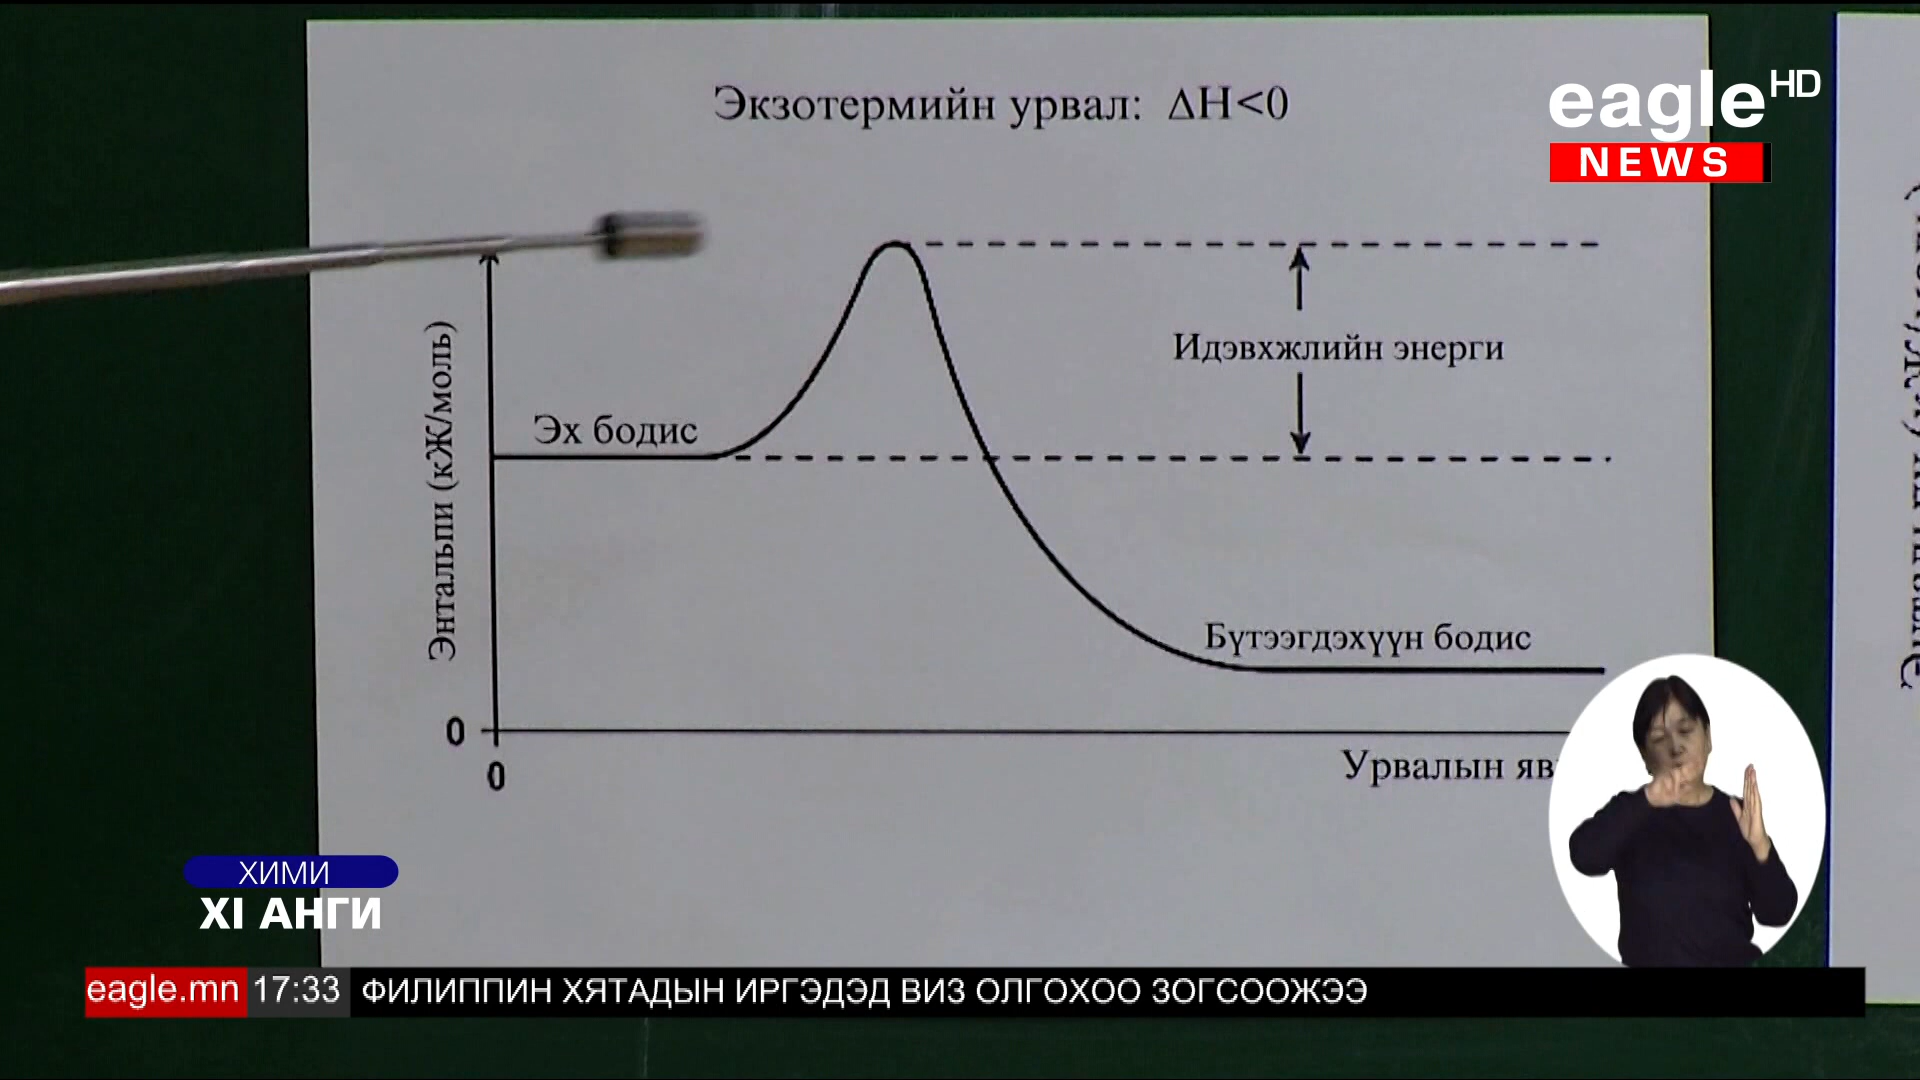 Экзотермийн урвал: ΔH<0
eagle HD
NEWS
Идэвхжлийн энерги
Эх бодис
Энтальпи (кЖ/моль)
Бүтээгдэхүүн бодис
0
0
Урвалын
ХИМИ
XI АНГИ
eagle.mn 17:33 ФИЛИППИН ХЯТАДЫН ИРГЭДЭД ВИЗ ОЛГОХОО ЗОГСООЖЭЭ